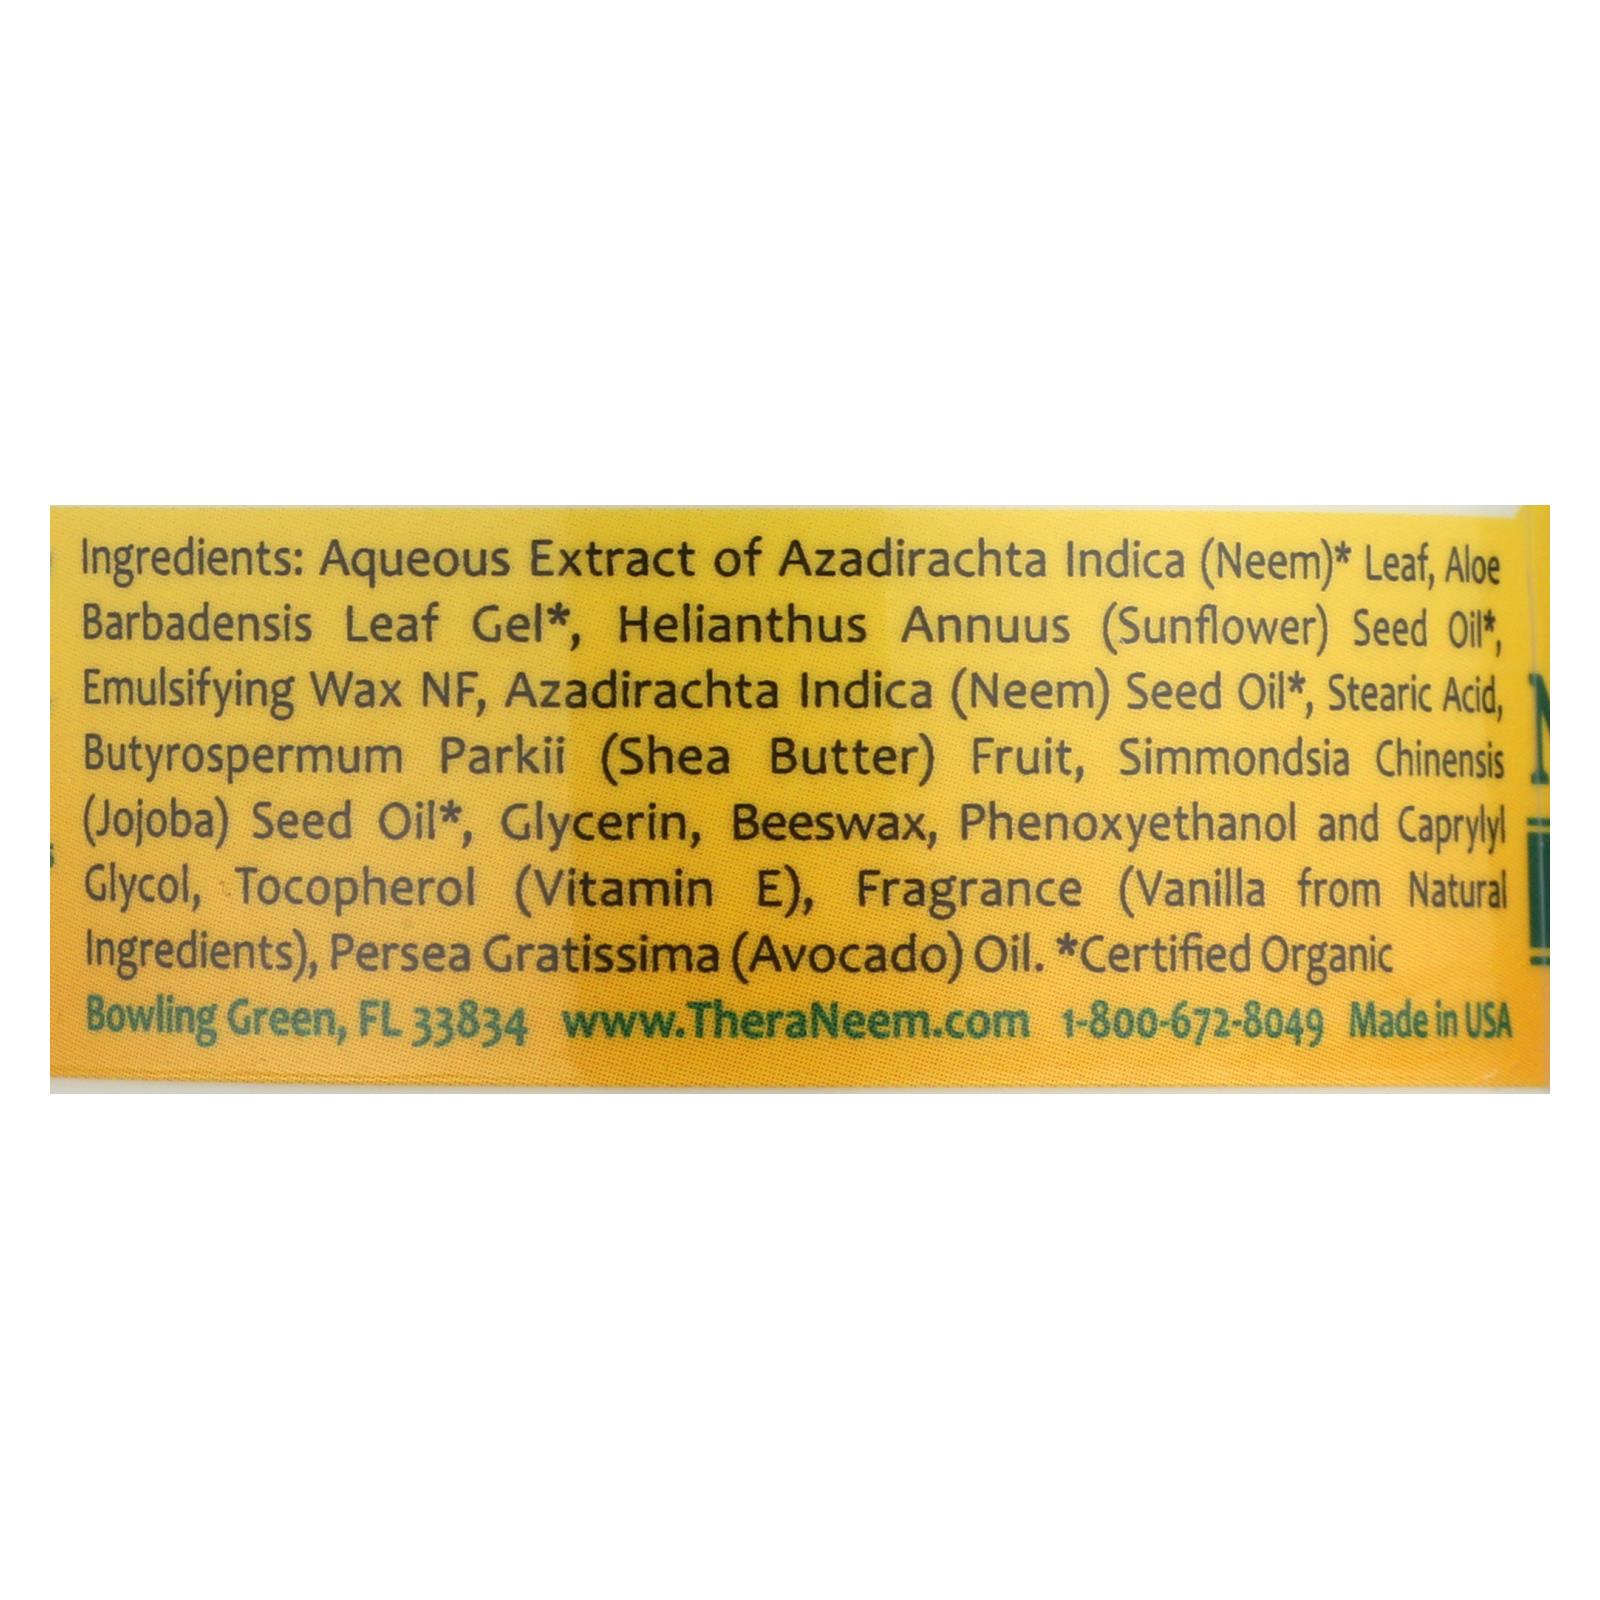 Ingredients: Aqueous Extract of Azadirachta Indica (Neem)* Leaf, Aloe
Barbadensis Leaf Gel*, Helianthus Annuus (Sunflower) Seed Oil*,
Emulsifying Wax NF, Azadirachta Indica (Neem) Seed Oil*, Stearic Acid,
Butyrospermum Parkii (Shea Butter) Fruit, Simmondsia Chinensis
(Jojoba) Seed Oil*, Glycerin, Beeswax, Phenoxyethanol and Caprylyl
Glycol, Tocopherol (Vitamin E), Fragrance (Vanilla from Natural
Ingredients), Persea Gratissima (Avocado) Oil. *Certified Organic
Bowling Green, FL 33834 www.TheraNeem.com 1-800-672-8049 Made in USA